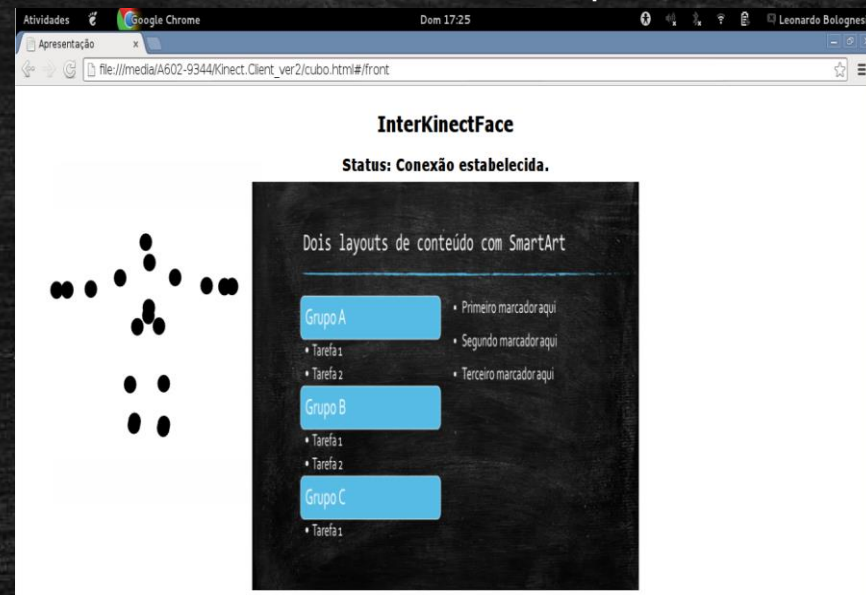 Atividades Google Chrome Dom 17:25 Leonardo Bolognesi
Apresentação x
file:///media/A602-9344/Kinect.Client_ver2/cubo.html#/front
InterKinectFace
Status: Conexão estabelecida.
Dois layouts de conteúdo com SmartArt
Grupo A
• Tarefa 1
• Tarefa 2
Grupo B
• Tarefa 1
• Tarefa 2
Grupo C
• Tarefa 1
• Primeiro marcador aqui
• Segundo marcador aqui
• Terceiro marcador aqui